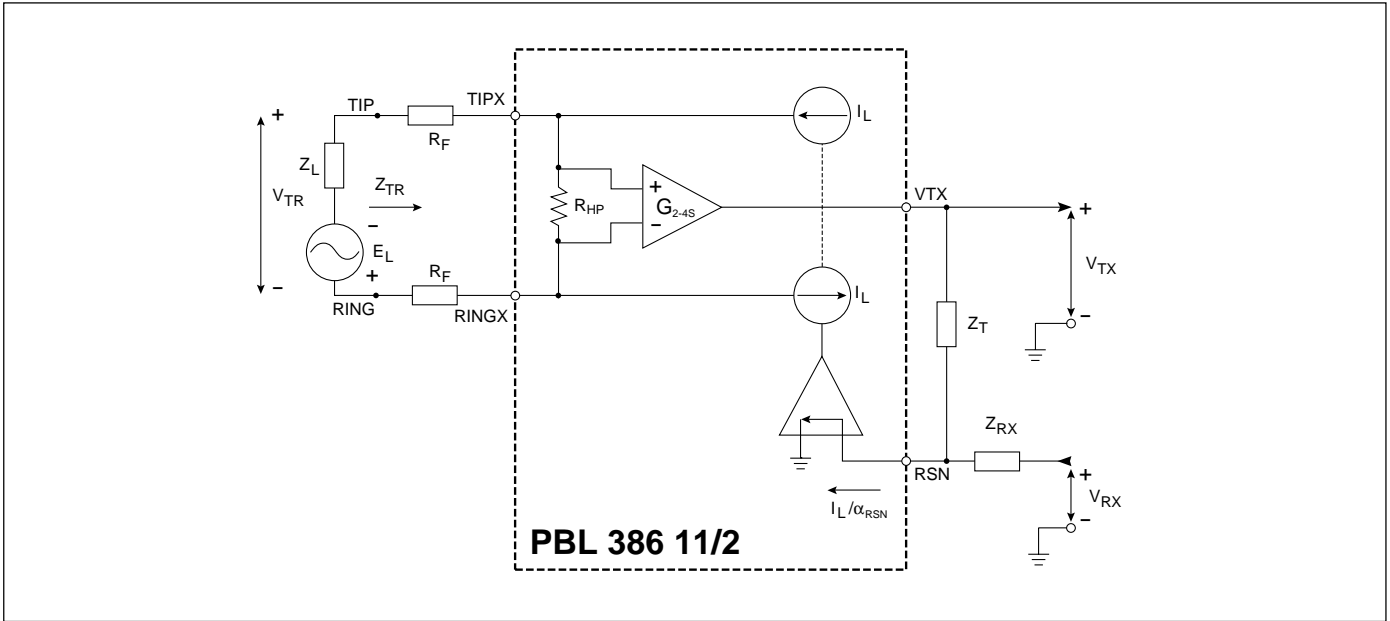 TIP
TIPX
I_L
+
R_F
Z_L
VTX
+
Z_TR
+
V_TR
R_HP
G_2-4S
−
−
V_TX
E_L
R_F
−
+
I_L
−
RING
RINGX
Z_T
Z_RX
RSN
+
I_L/α_RSN
V_RX
−
PBL 386 11/2